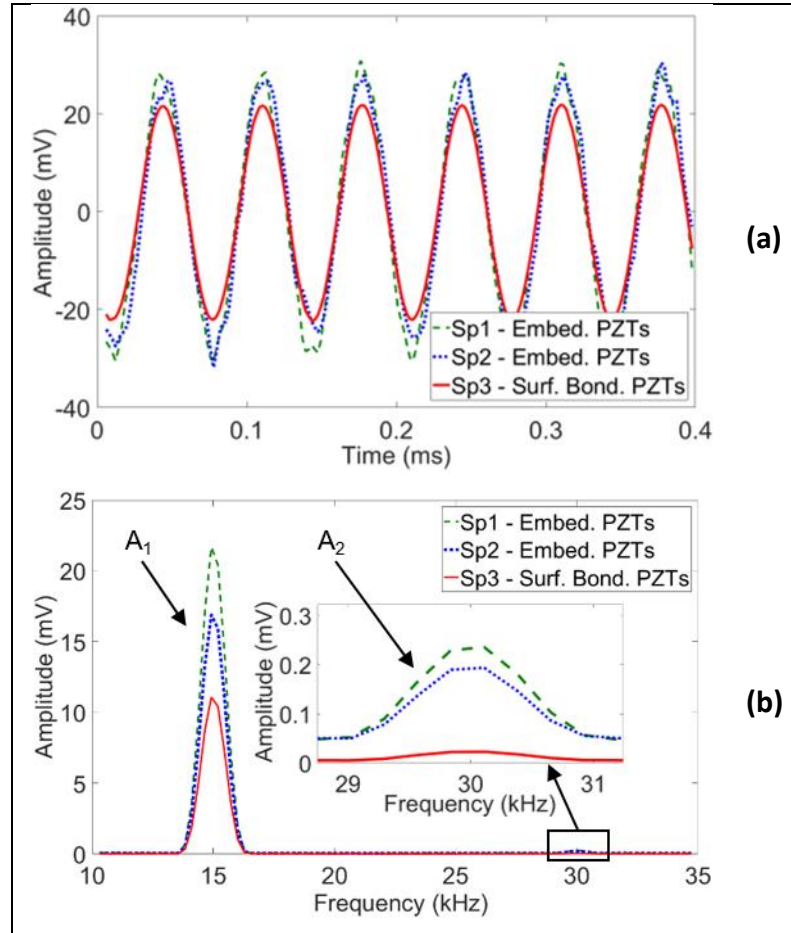 40
20
0
-20
-40
Amplitude (mV)
0 0.1 0.2 0.3 0.4
Time (ms)
Sp1 - Embed. PZTs
Sp2 - Embed. PZTs
Sp3 - Surf. Bond. PZTs
(a)
25
20
15
10
5
0
Amplitude (mV)
10 15 20 25 30 35
Frequency (kHz)
A1
A2
Sp1 - Embed. PZTs
Sp2 - Embed. PZTs
Sp3 - Surf. Bond. PZTs
0.3
0.2
0.1
0
Amplitude (mV)
29 30 31
Frequency (kHz)
(b)